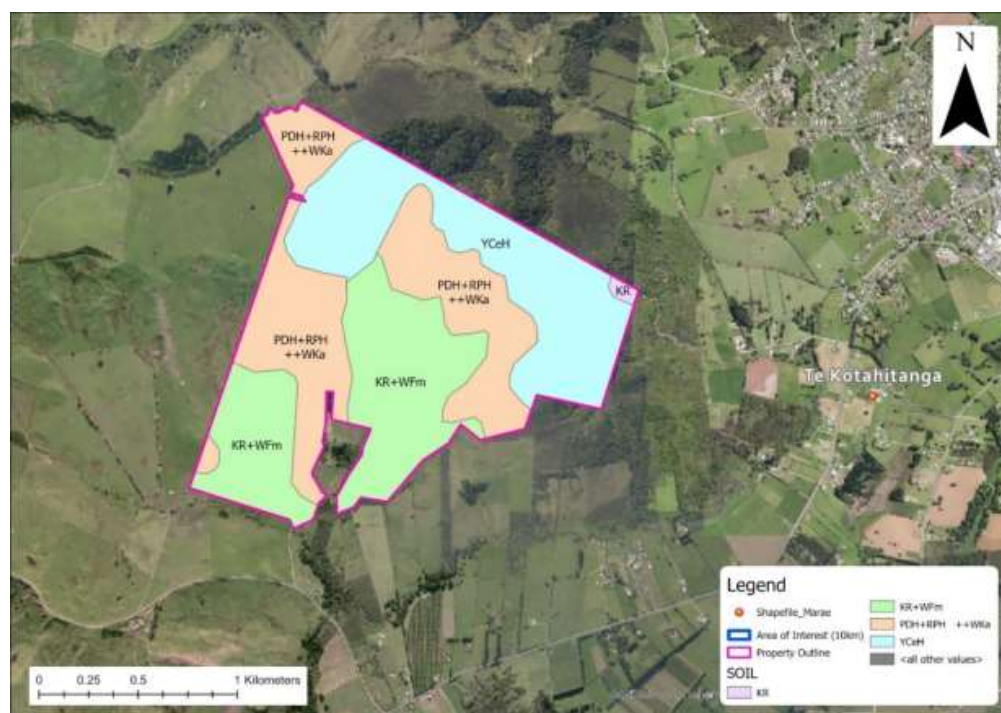 N
PDH+RPH
++WKa
YCeH
KR
PDH+RPH
++WKa
PDH+RPH
++WKa
KR+WFm
KR+WFm
Te Kotahitanga
Legend
Shapefile_Marae
Area of Interest (10km)
Property Outline
SOIL
KR
KR+WFm
PDH+RPH ++WKa
YCeH
<all other values>
0 0.25 0.5 1 Kilometers